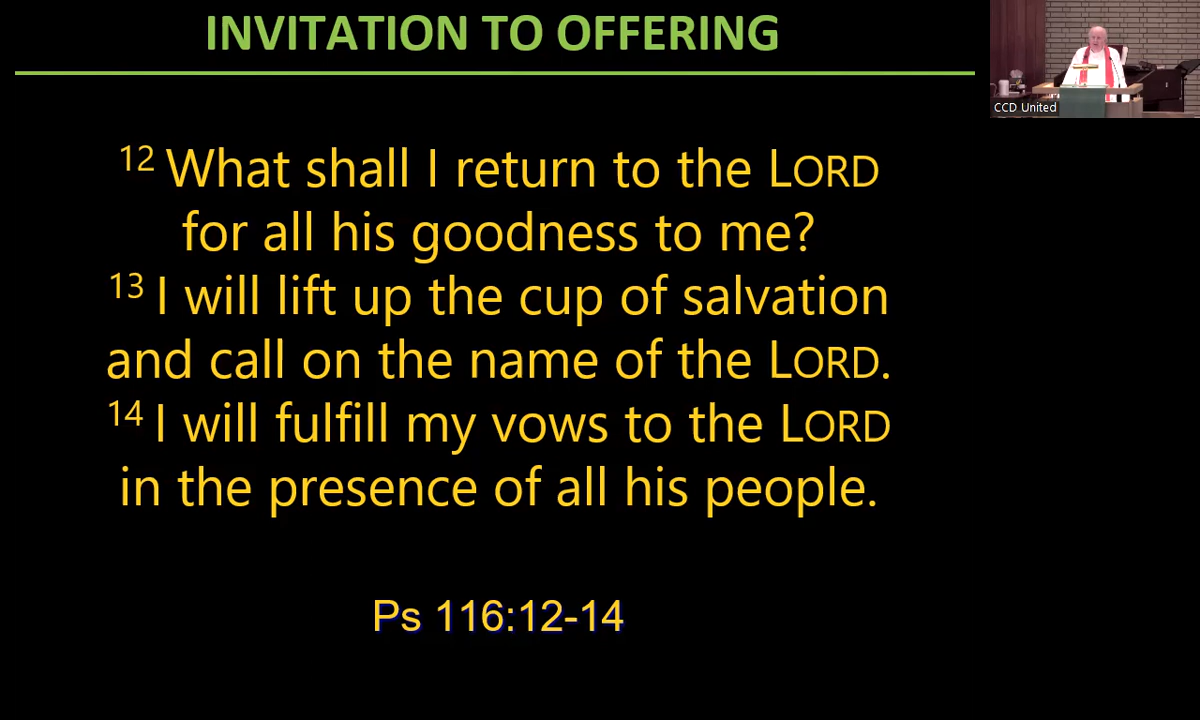 INVITATION TO OFFERING
CCD United
12 What shall I return to the LORD
for all his goodness to me?
13 I will lift up the cup of salvation
and call on the name of the LORD.
14 I will fulfill my vows to the LORD
in the presence of all his people.
Ps 116:12-14